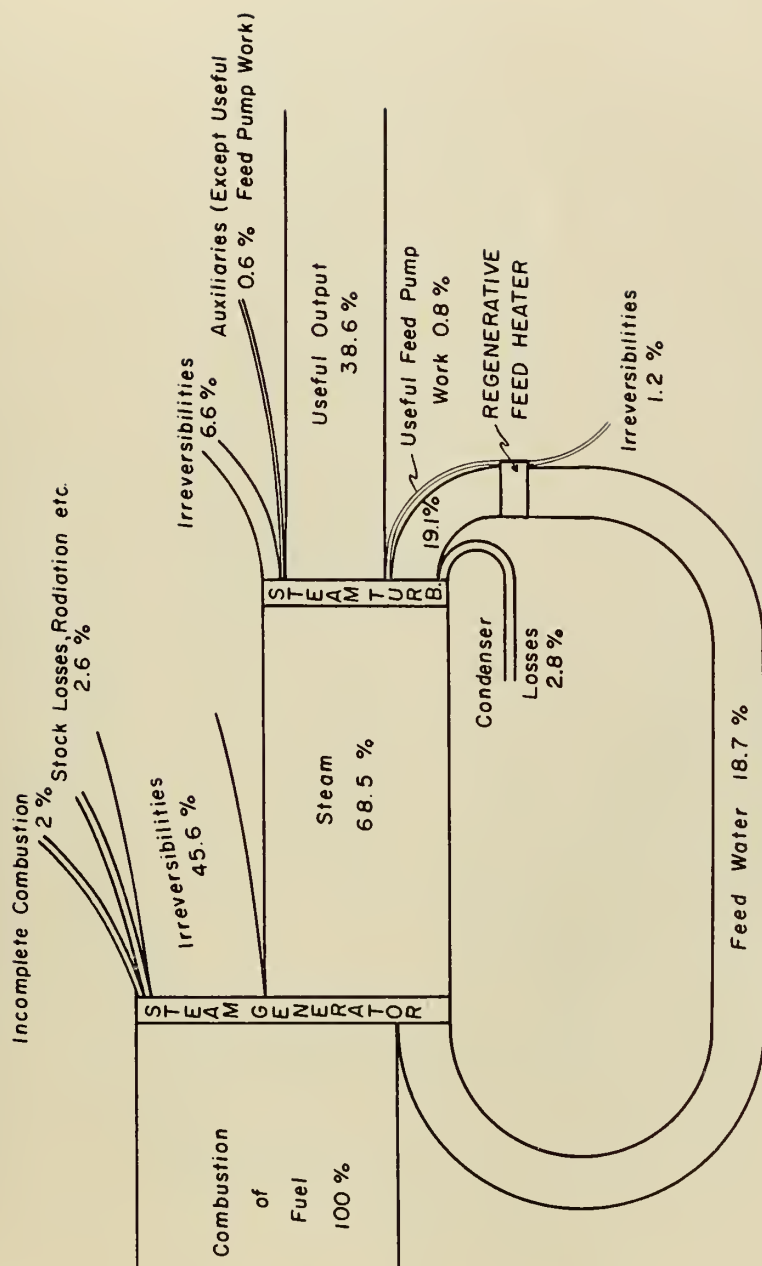 Combustion
of
Fuel
100 %
STEAM GENERATOR
Incomplete Combustion
2 %
Stock Losses, Radiation etc.
2.6 %
Irreversibilities
45.6 %
Steam
68.5 %
STEAM TURB.
Irreversibilities
6.6 %
Auxiliaries (Except Useful
0.6 % Feed Pump Work)
Useful Output
38.6 %
Useful Feed Pump
Work 0.8 %
19.1%
REGENERATIVE
FEED HEATER
Irreversibilities
1.2 %
Condenser
Losses
2.8 %
Feed Water 18.7 %